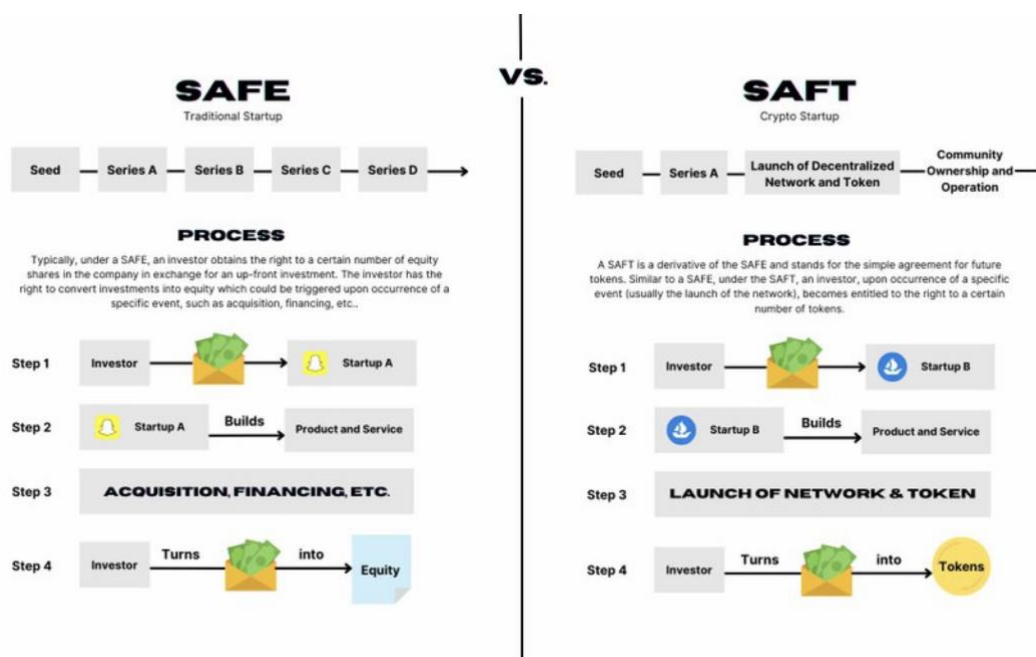 VS.
SAFE
Traditional Startup
Seed
Series A
Series B
Series C
Series D
PROCESS
Typically, under a SAFE, an investor obtains the right to a certain number of equity
shares in the company in exchange for an up-front investment. The investor has the
right to convert investments into equity which could be triggered upon occurrence of a
specific event, such as acquisition, financing, etc..
Step 1
Investor
Startup A
Step 2
Startup A
Builds
Product and Service
Step 3
ACQUISITION, FINANCING, ETC.
Step 4
Investor
Turns
into
Equity
SAFT
Crypto Startup
Seed
Series A
Launch of Decentralized
Network and Token
Community
Ownership and
Operation
PROCESS
A SAFT is a derivative of the SAFE and stands for the simple agreement for future
tokens. Similar to a SAFE, under the SAFT, an investor, upon occurrence of a specific
event (usually the launch of the network), becomes entitled to the right to a certain
number of tokens.
Step 1
Investor
Startup B
Step 2
Startup B
Builds
Product and Service
Step 3
LAUNCH OF NETWORK & TOKEN
Step 4
Investor
Turns
into
Tokens